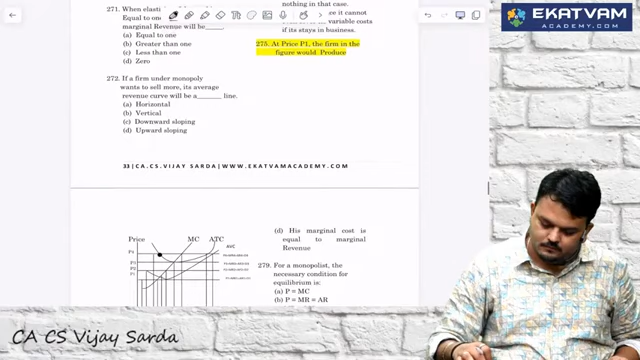 271. When
Equal to one
marginal Revenue will be____
(a) Equal to one
(b) Greater than one
(c) Less than one
(d) Zero
272. If a firm under monopoly
wants to sell more, its average
revenue curve will be a______ line.
(a) Horizontal
(b) Vertical
(c) Downward sloping
(d) Upward sloping
nothing in that case.
it cannot
variable costs
if its stays in business.
275. At Price P1, the firm in the
figure would Produce
33|CA.CS.VIJAY SARDA|WWW.EKATVAMACADEMY.COM
Price
MC
ATC
AVC
P4
P3
P2
P1
(d) His marginal cost is
equal to marginal
Revenue
279. For a monopolist, the
necessary condition for
equilibrium is:
(a) P = MC
(b) P = MR = AR
EKATVAM
ACADEMY.COM
CA CS Vijay Sarda